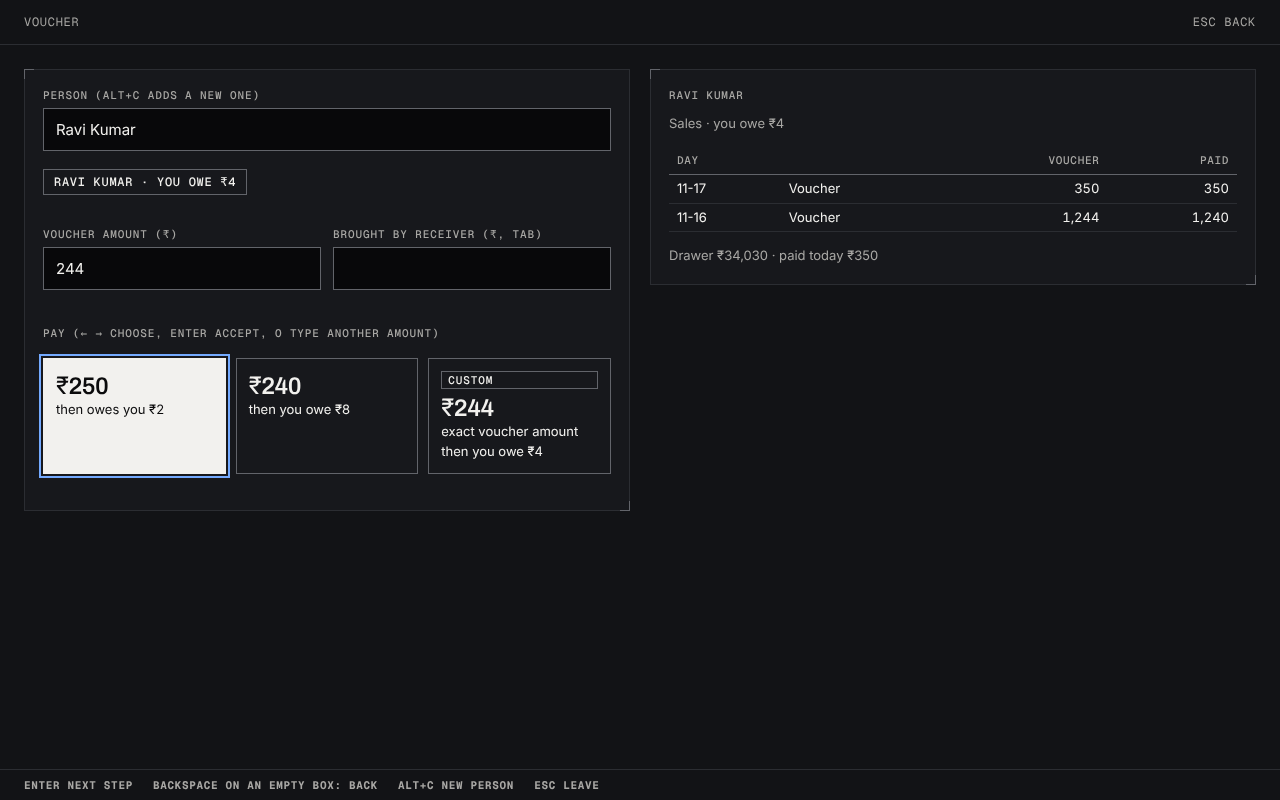 VOUCHER
ESC BACK
PERSON (ALT+C ADDS A NEW ONE)
Ravi Kumar
RAVI KUMAR · YOU OWE ₹4
VOUCHER AMOUNT (₹)
BROUGHT BY RECEIVER (₹, TAB)
244
PAY (← → CHOOSE, ENTER ACCEPT, O TYPE ANOTHER AMOUNT)
₹250
then owes you ₹2
₹240
then you owe ₹8
CUSTOM
₹244
exact voucher amount
then you owe ₹4
RAVI KUMAR
Sales · you owe ₹4
DAY VOUCHER PAID
11-17 Voucher 350 350
11-16 Voucher 1,244 1,240
Drawer ₹34,030 · paid today ₹350
ENTER NEXT STEP BACKSPACE ON AN EMPTY BOX: BACK ALT+C NEW PERSON ESC LEAVE